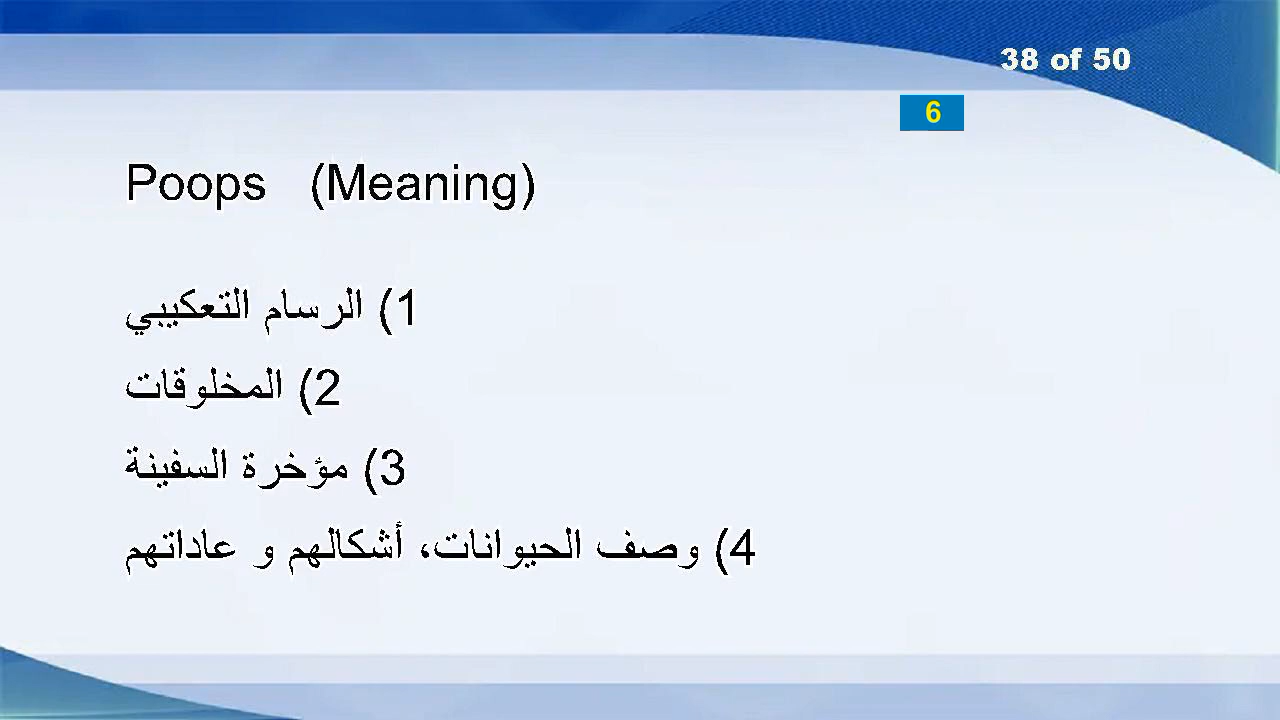 38 of 50
6
Poops (Meaning)
1) الرسام التعكيبي
2) المخلوقات
3) مؤخرة السفينة
4) وصف الحيوانات، أشكالهم و عاداتهم